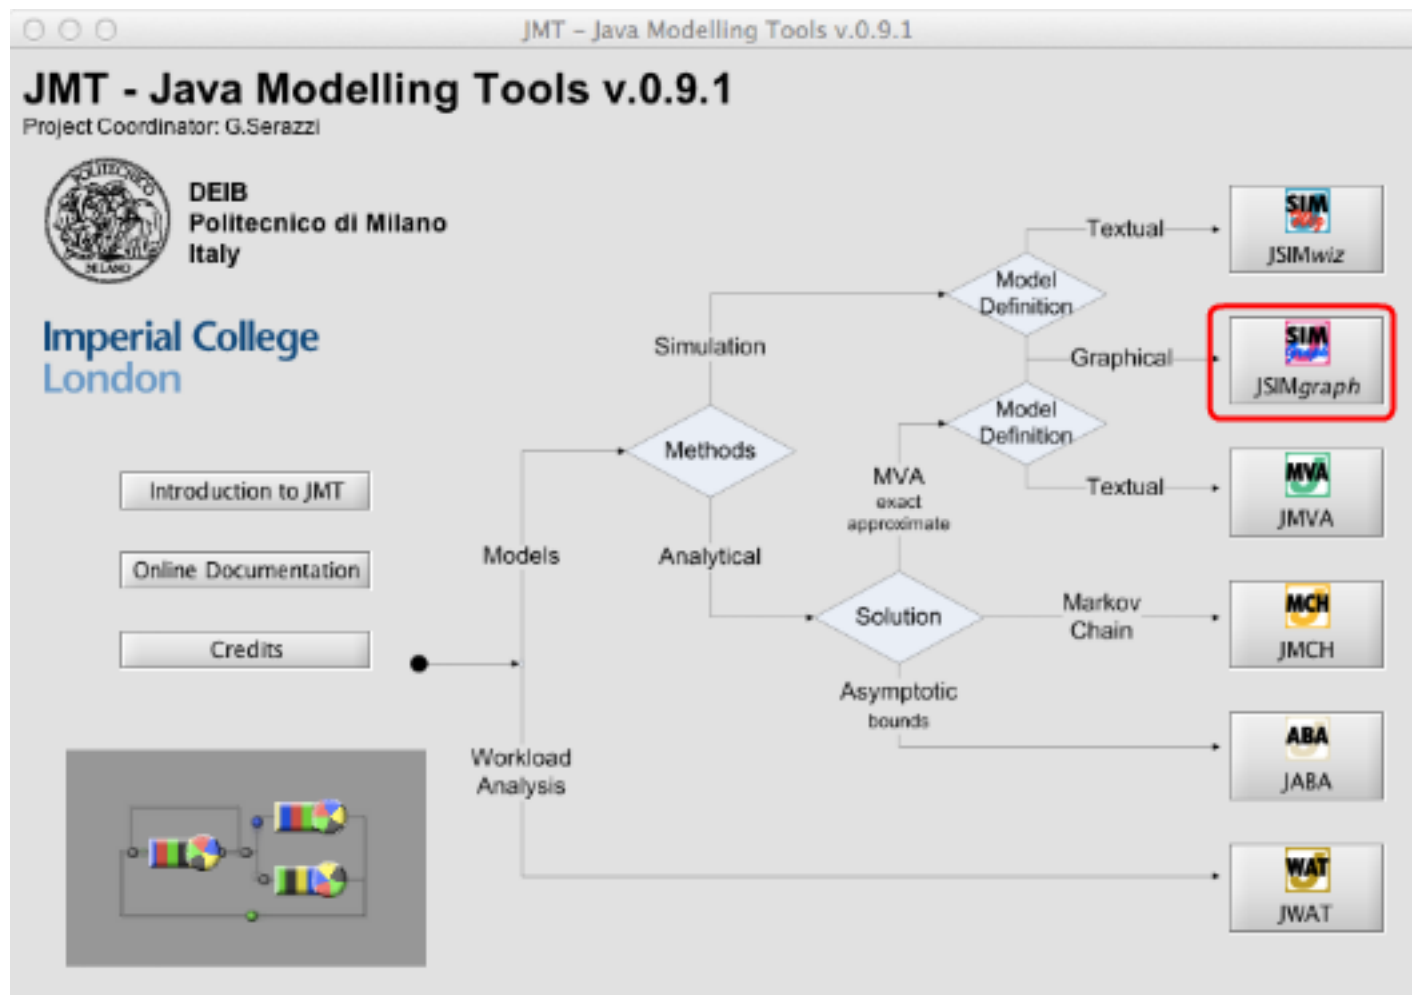 JMT - Java Modelling Tools v.0.9.1
JMT - Java Modelling Tools v.0.9.1
Project Coordinator: G.Serazzi
POLITECNICO
MILANO
DEIB
Politecnico di Milano
Italy
Imperial College
London
Introduction to JMT
Online Documentation
Credits
Models
Workload
Analysis
Methods
Simulation
Analytical
Model
Definition
Textual
Graphical
Model
Definition
Textual
MVA
exact
approximate
Solution
Markov
Chain
Asymptotic
bounds
SIM
JSIMwiz
SIM
Graph
JSIMgraph
MVA
JMVA
MCH
JMCH
ABA
JABA
WAT
JWAT